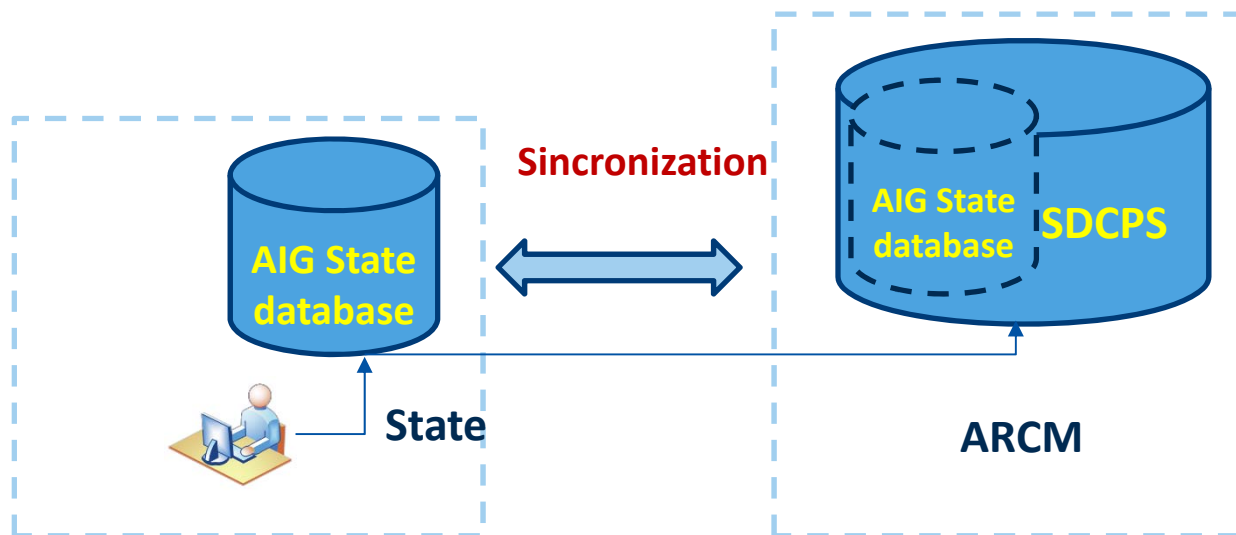 Sincronization
AIG State
database
AIG State
database
SDCPS
State
ARCM